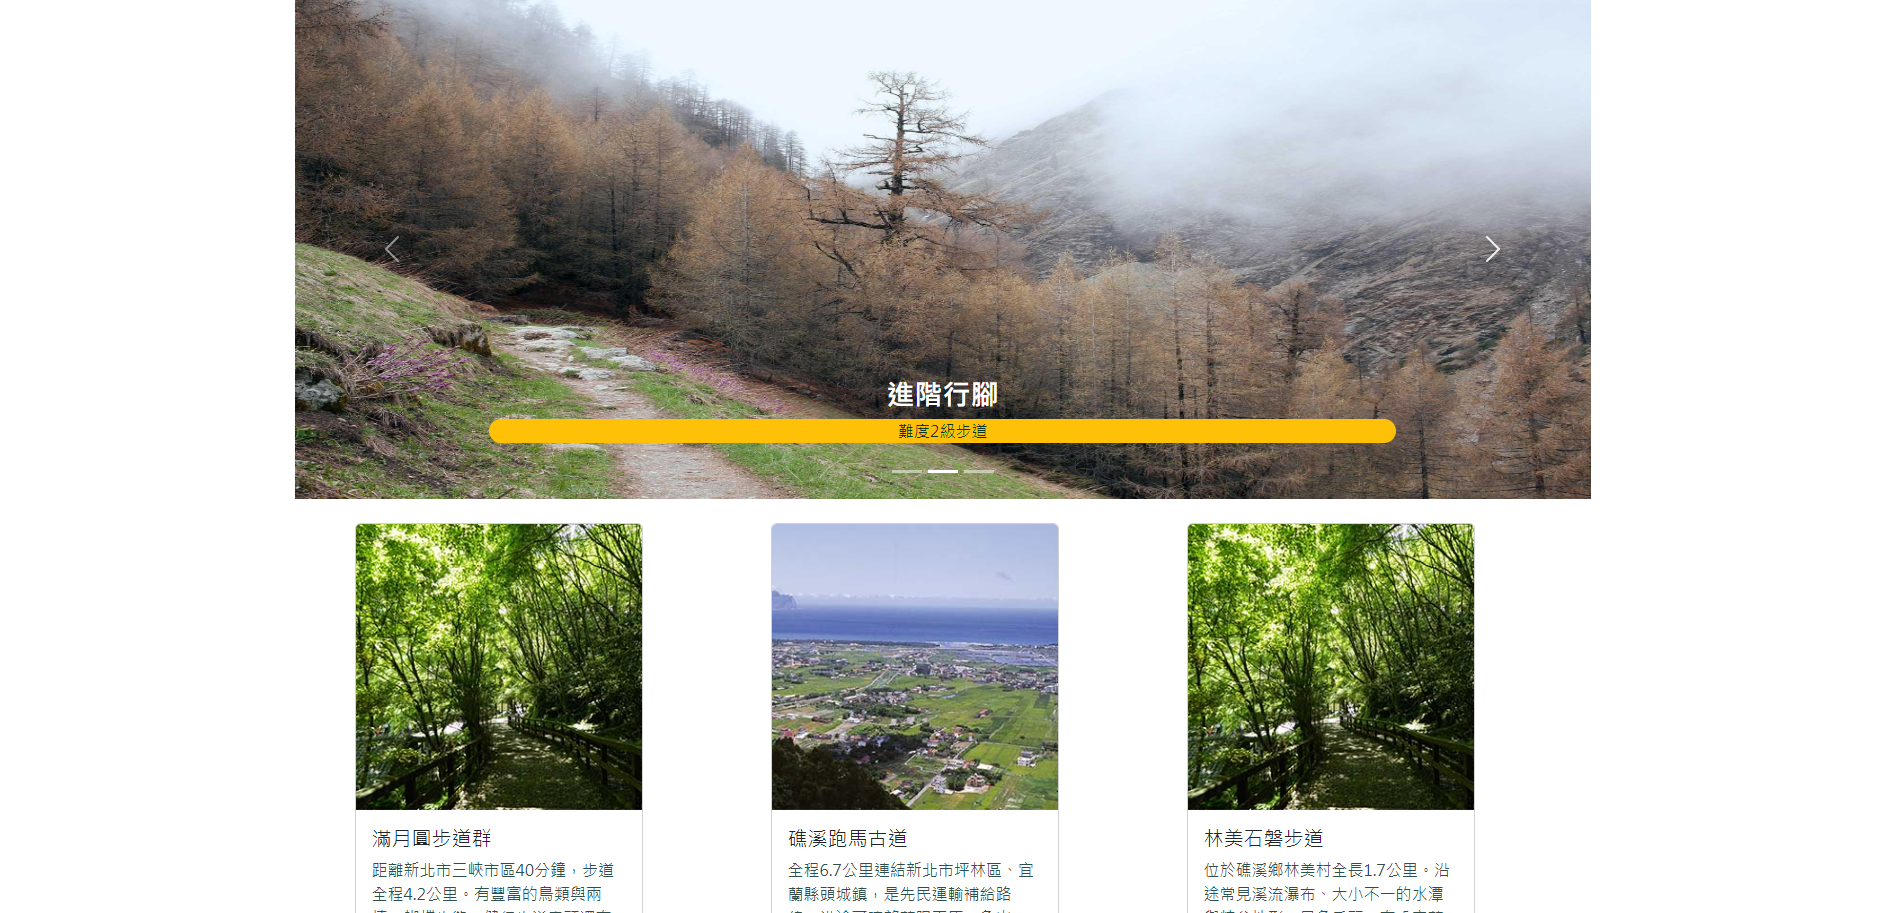 進階行腳
難度2級步道
滿月圓步道群
距離新北市三峽市區40分鐘，步道
全程4.2公里。有豐富的鳥類與兩
礁溪跑馬古道
全程6.7公里連結新北市坪林區、宜
蘭縣頭城鎮，是先民運輸補給路
林美石磐步道
位於礁溪鄉林美村全長1.7公里。沿
途常見溪流瀑布、大小不一的水潭